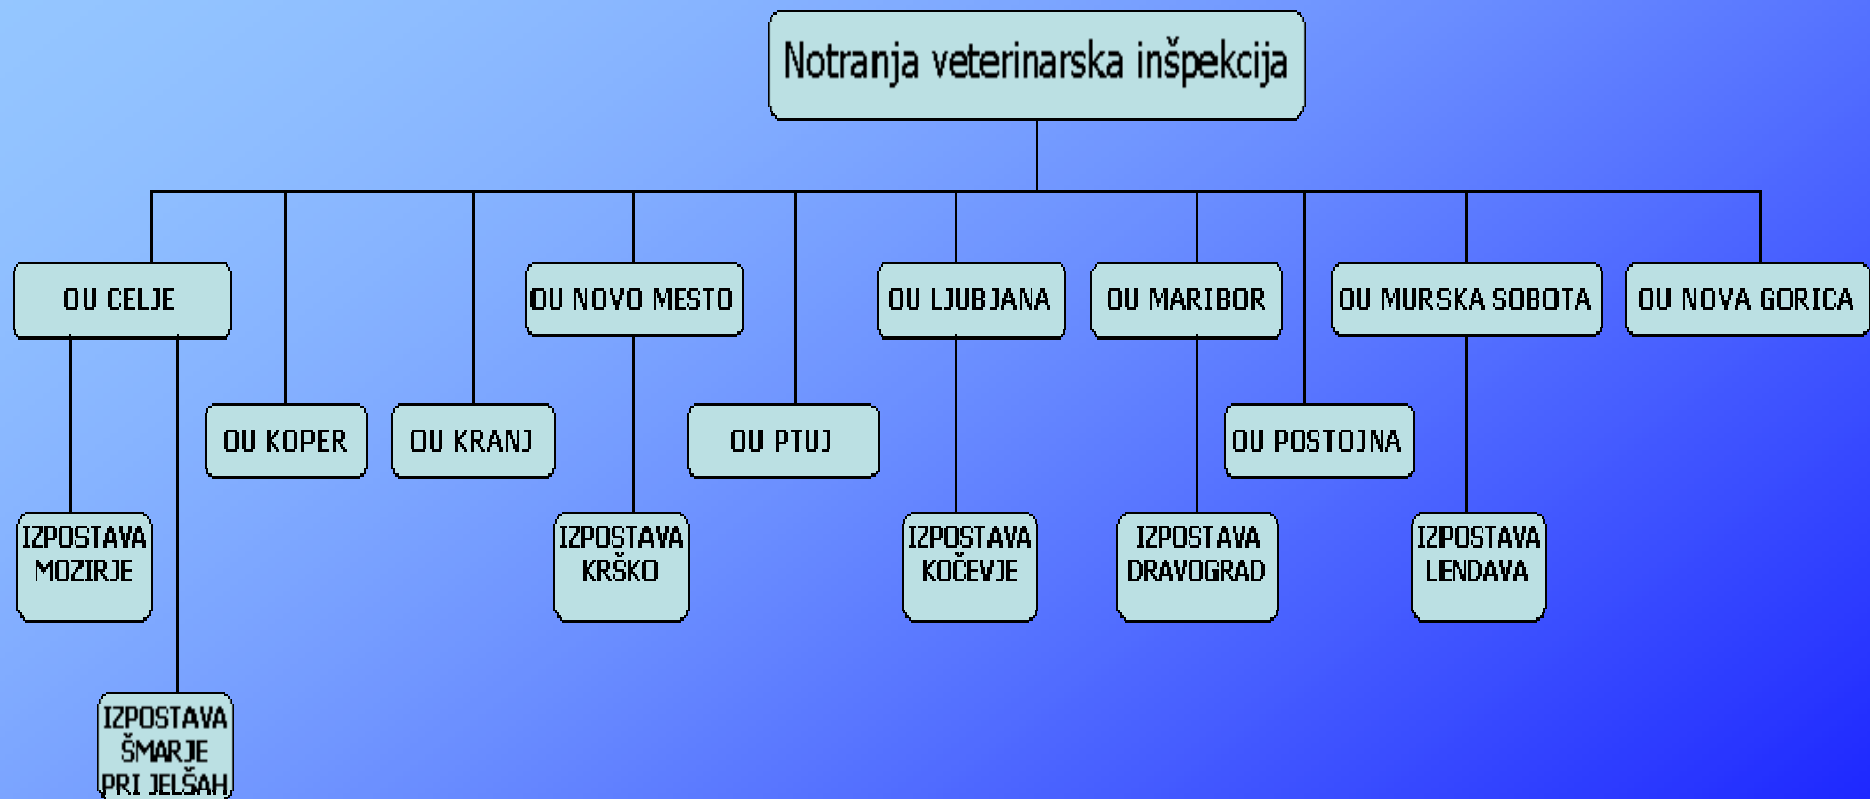 Notranja veterinarska inšpekcija
OU CELJE
OU NOVO MESTO
OU LJUBJANA
OU MARIBOR
OU MURSKA SOBOTA
OU NOVA GORICA
OU KOPER
OU KRANJ
OU PTUJ
OU POSTOJNA
IZPOSTAVA
MOZIRJE
IZPOSTAVA
KRŠKO
IZPOSTAVA
KOČEVJE
IZPOSTAVA
DRAVOGRAD
IZPOSTAVA
LENDAVA
IZPOSTAVA
ŠMARJE
PRI JELŠAH